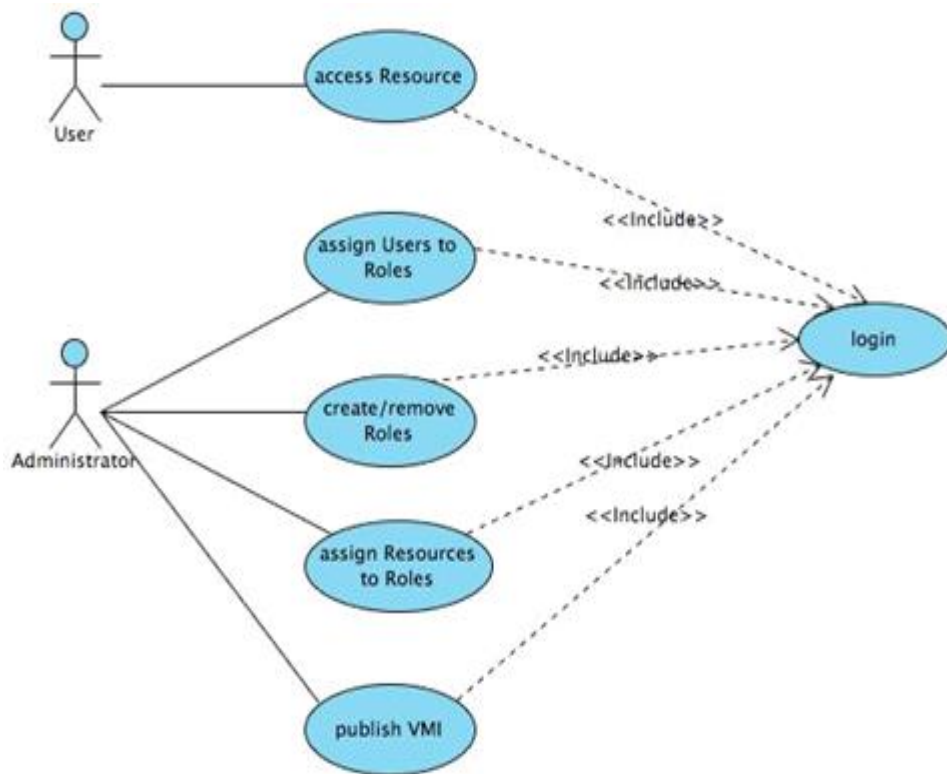 access Resource
User
<<Include>>
assign Users to
Roles
<<Include>>
login
<<Include>>
create/remove
Roles
Administrator
<<Include>>
<<Include>>
assign Resources
to Roles
publish VMI